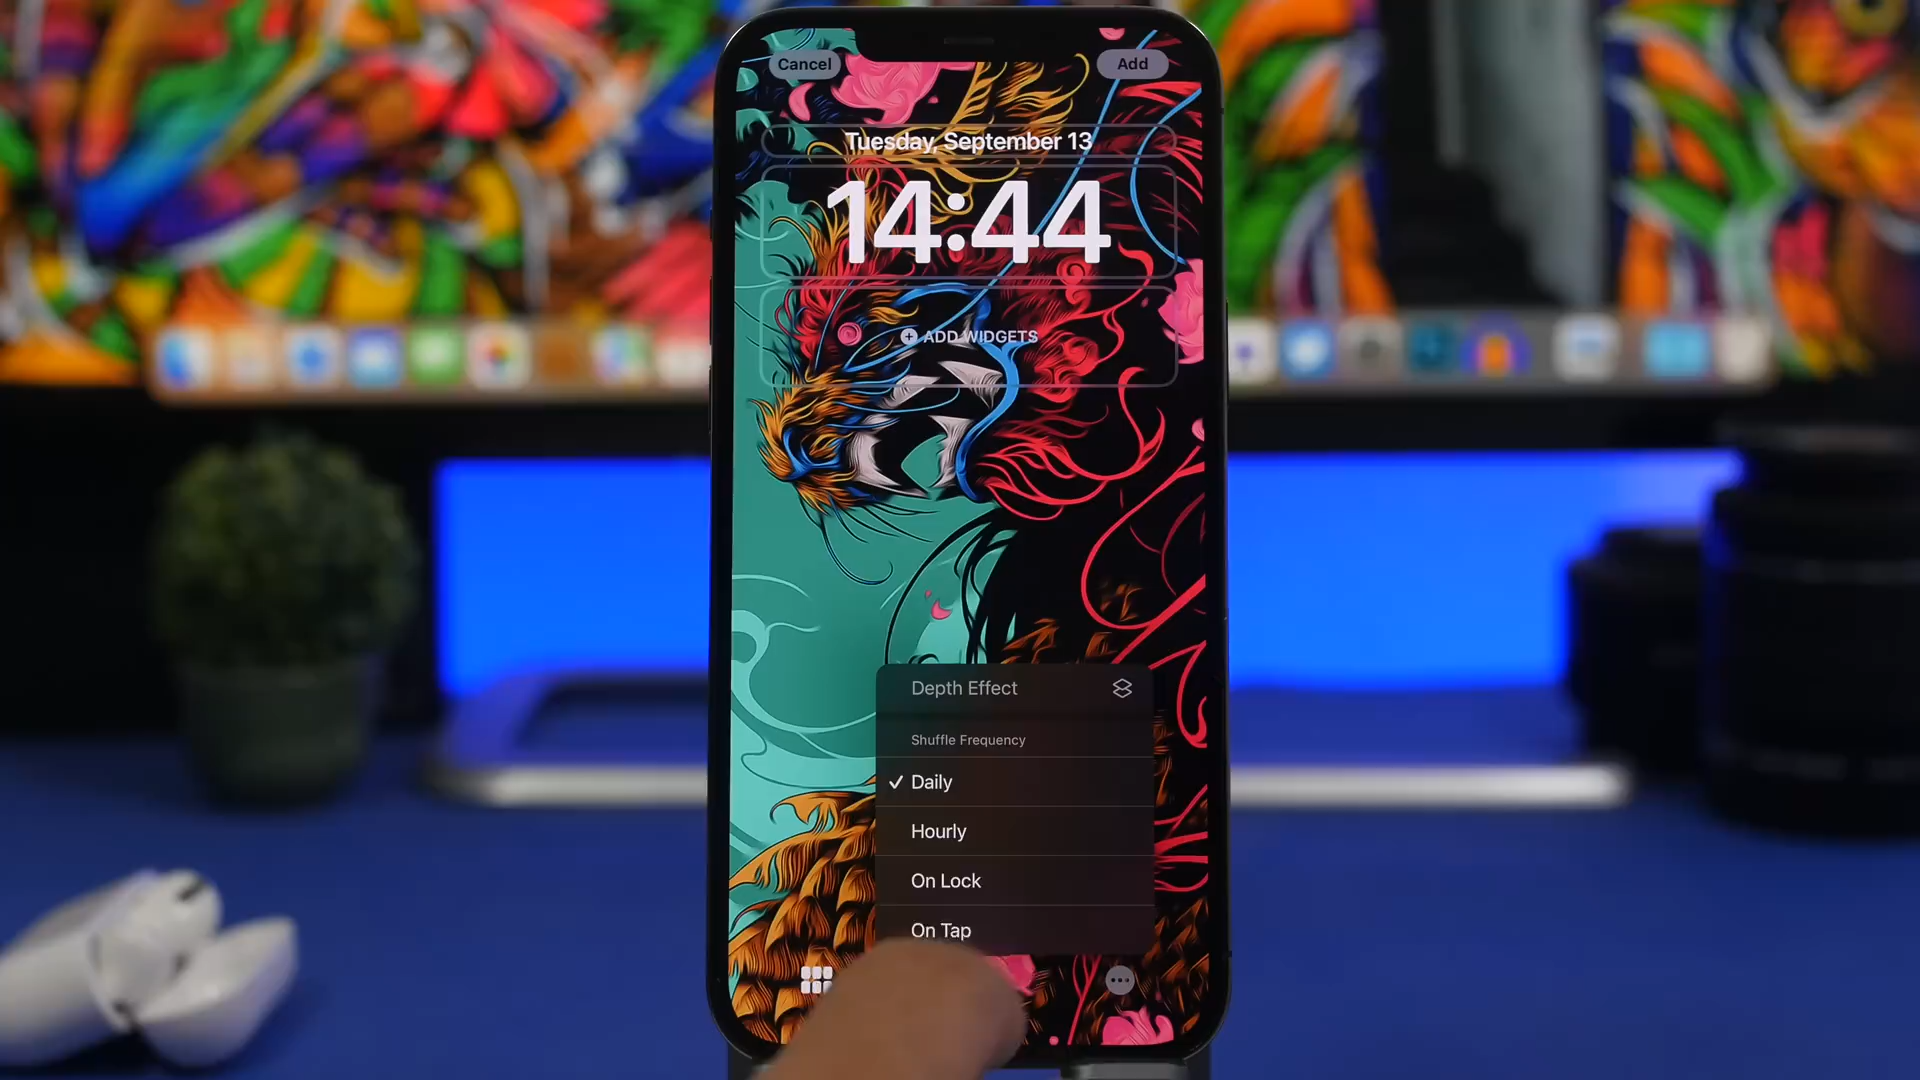 Cancel
Add
Tuesday, September 13
14:44
ADD WIDGETS
Depth Effect
Shuffle Frequency
Daily
Hourly
On Lock
On Tap